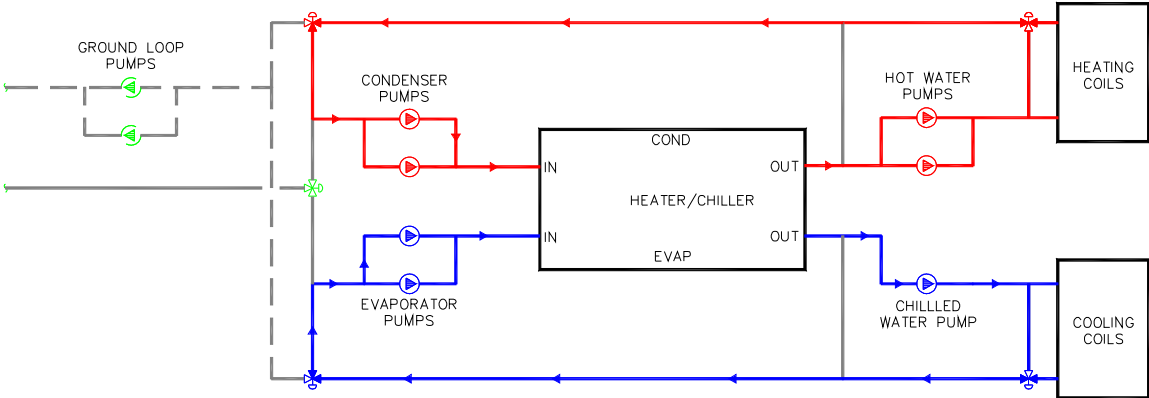 GROUND LOOP
PUMPS
CONDENSER
PUMPS
HOT WATER
PUMPS
HEATING
COILS
COND
IN
OUT
HEATER/CHILLER
IN
OUT
EVAP
EVAPORATOR
PUMPS
CHILLLED
WATER PUMP
COOLING
COILS